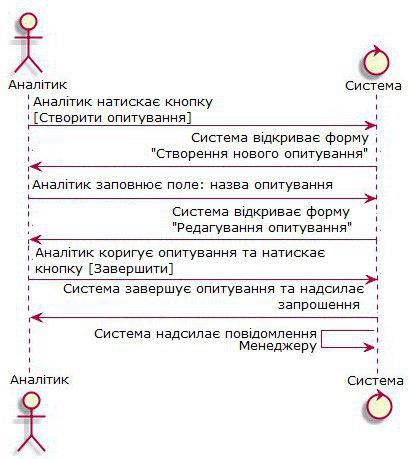 Аналітик
Система
Аналітик натискає кнопку
[Створити опитування]
Система відкриває форму
"Створення нового опитування"
Аналітик заповнює поле: назва опитування
Система відкриває форму
"Редагування опитування"
Аналітик коригує опитування та натискає
кнопку [Завершити]
Система завершує опитування та надсилає
запрошення
Система надсилає повідомлення
Менеджеру
Аналітик
Система